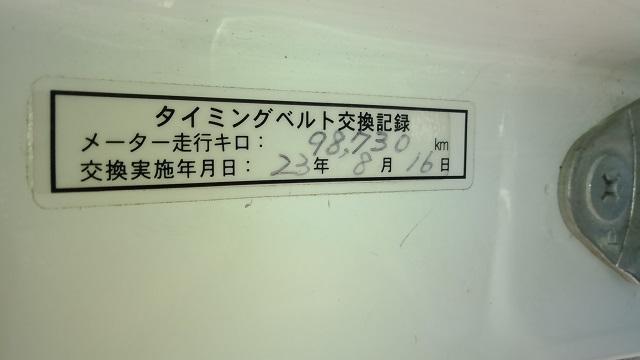 タイミングベルト交換記録
メーター走行キロ： 98,730 km
交換実施年月日： 23年 8月 16日